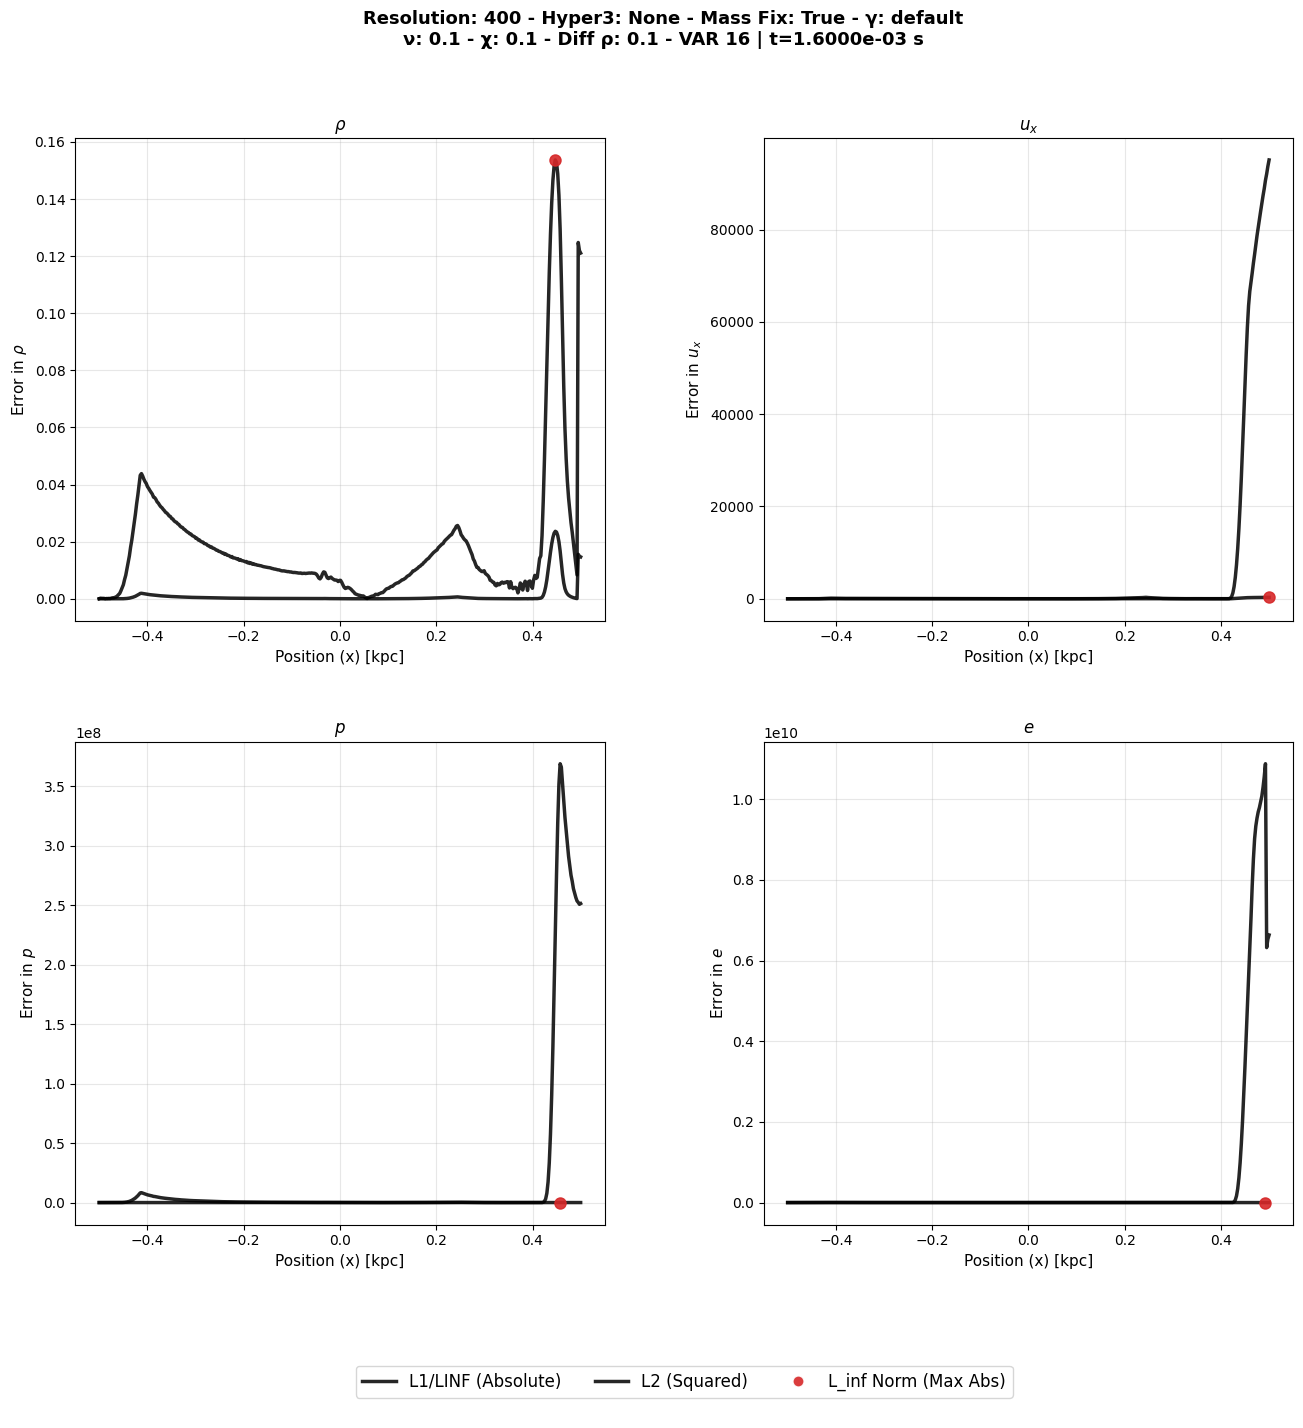 Resolution: 400 - Hyper3: None - Mass Fix: True - γ: default
ν: 0.1 - χ: 0.1 - Diff ρ: 0.1 - VAR 16 | t=1.6000e-03 s
ρ
Error in ρ
0.16
0.14
0.12
0.10
0.08
0.06
0.04
0.02
0.00
−0.4 −0.2 0.0 0.2 0.4
Position (x) [kpc]
u_x
Error in u_x
80000
60000
40000
20000
0
−0.4 −0.2 0.0 0.2 0.4
Position (x) [kpc]
p
1e8
Error in p
3.5
3.0
2.5
2.0
1.5
1.0
0.5
0.0
−0.4 −0.2 0.0 0.2 0.4
Position (x) [kpc]
e
1e10
Error in e
1.0
0.8
0.6
0.4
0.2
0.0
−0.4 −0.2 0.0 0.2 0.4
Position (x) [kpc]
L1/LINF (Absolute) L2 (Squared) L_inf Norm (Max Abs)